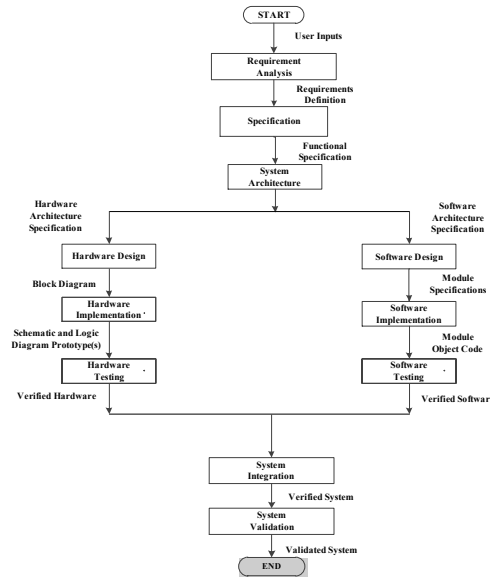 START
User Inputs
Requirement
Analysis
Requirements
Definition
Specification
Functional
Specification
System
Architecture
Hardware
Architecture
Specification
Software
Architecture
Specification
Hardware Design
Software Design
Block Diagram
Module
Specifications
Hardware
Implementation
Software
Implementation
Schematic and Logic
Diagram Prototype(s)
Module
Object Code
Hardware
Testing
Software
Testing
Verified Hardware
Verified Softwar
System
Integration
Verified System
System
Validation
Validated System
END